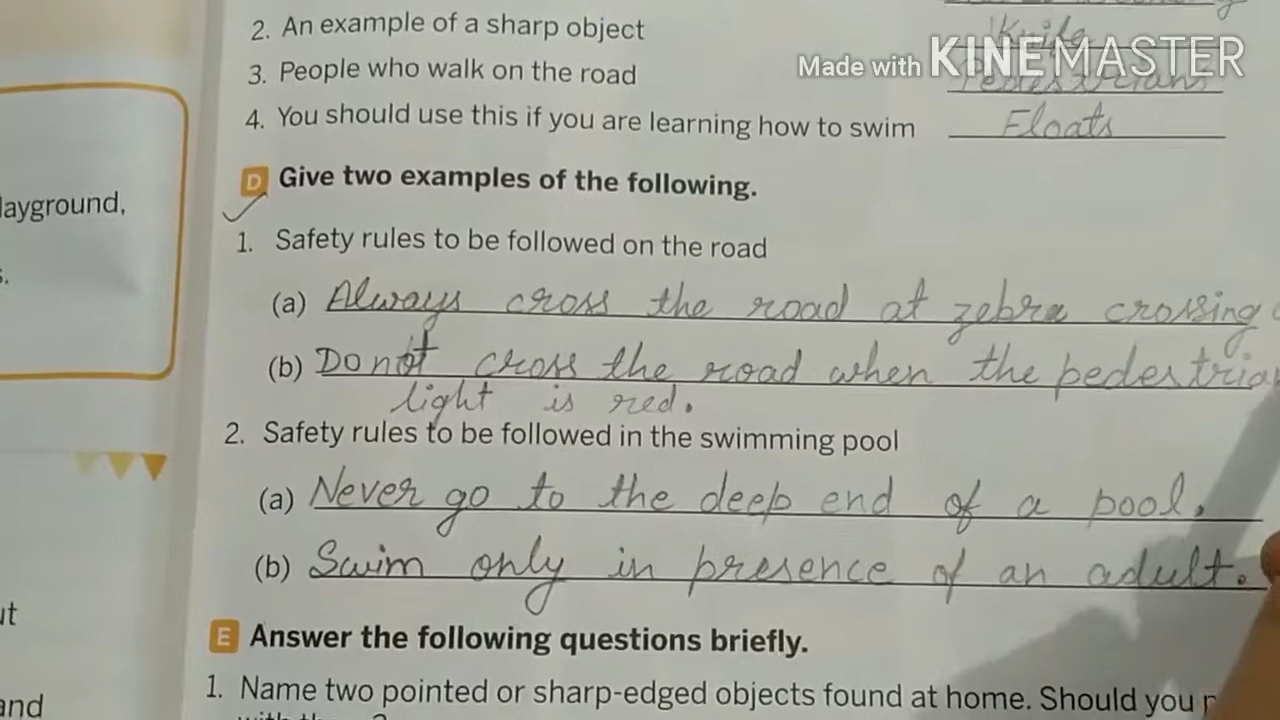 2. An example of a sharp object Knife
Made with KINEMASTER
3. People who walk on the road Pedestrians
4. You should use this if you are learning how to swim Floats
D Give two examples of the following.
layground,
1. Safety rules to be followed on the road
s.
(a) Always cross the road at zebra crossing
(b) Do not cross the road when the pedestrian
light is red.
2. Safety rules to be followed in the swimming pool
(a) Never go to the deep end of a pool.
(b) Swim only in presence of an adult.
ut
E Answer the following questions briefly.
1. Name two pointed or sharp-edged objects found at home. Should you
and